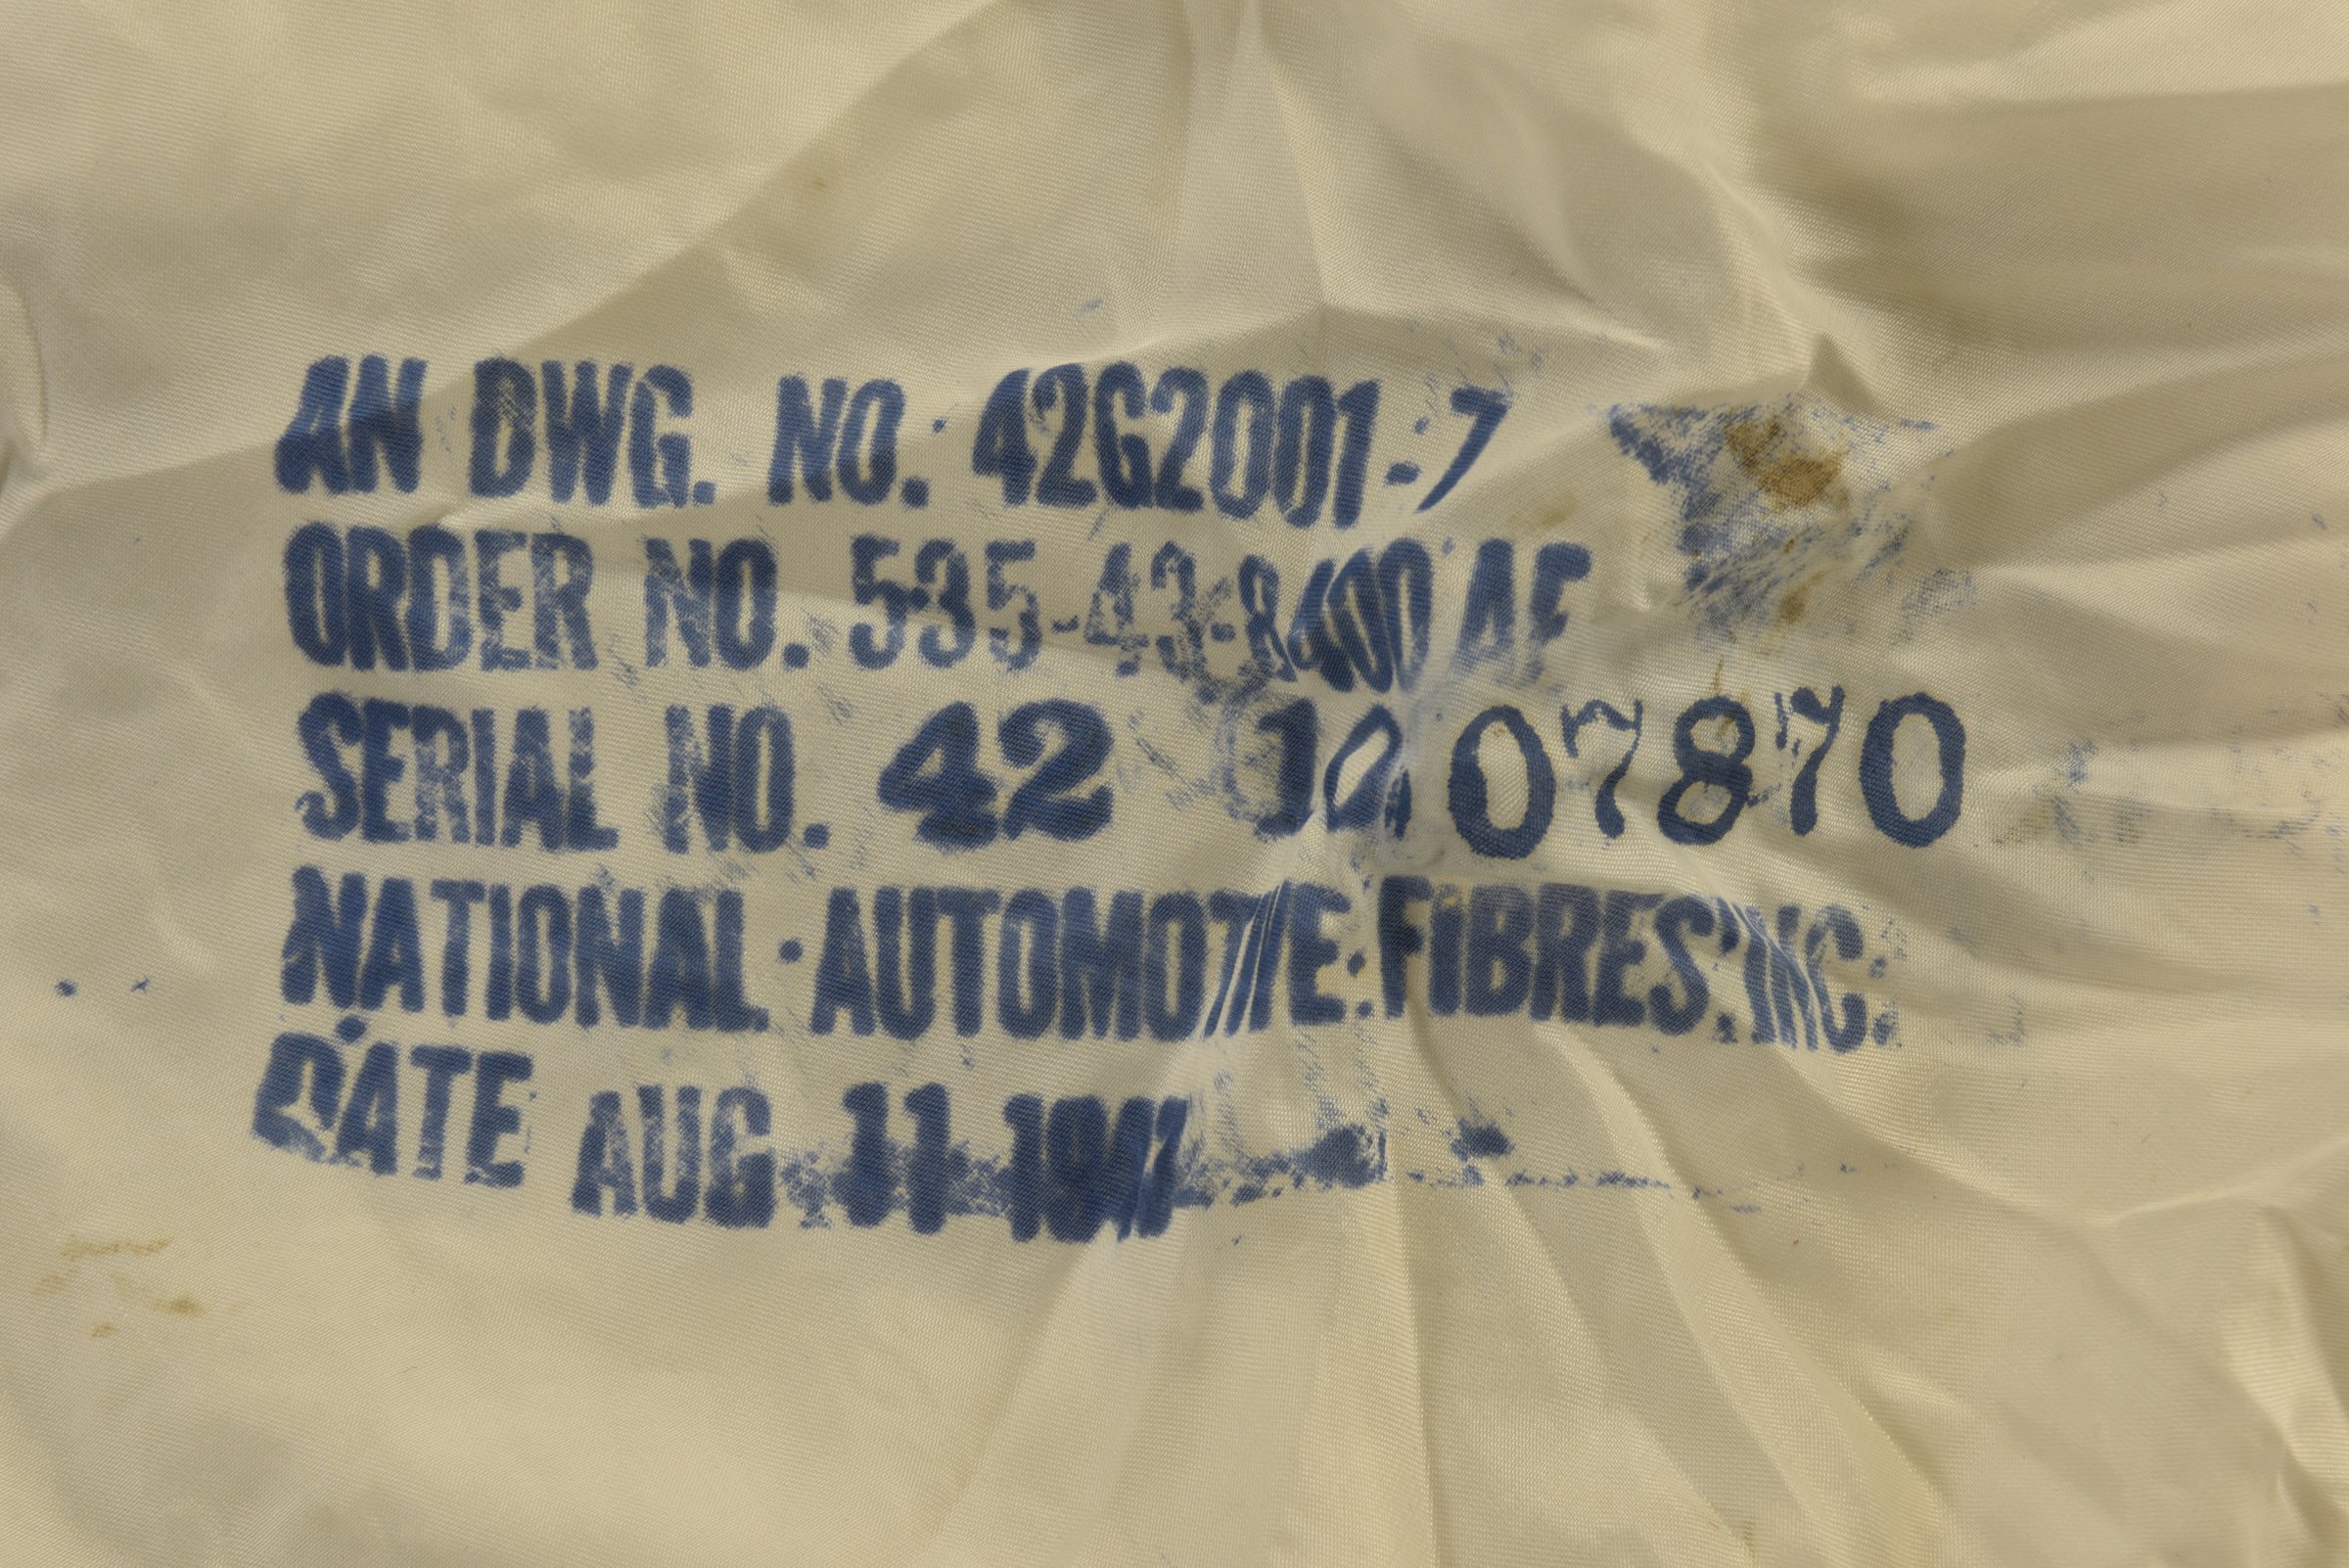 AN DWG. NO. 42G2001-7
ORDER NO. 535-43-8400 AF
SERIAL NO. 42 07870
NATIONAL AUTOMOTIVE FIBRES INC.
DATE AUG 11